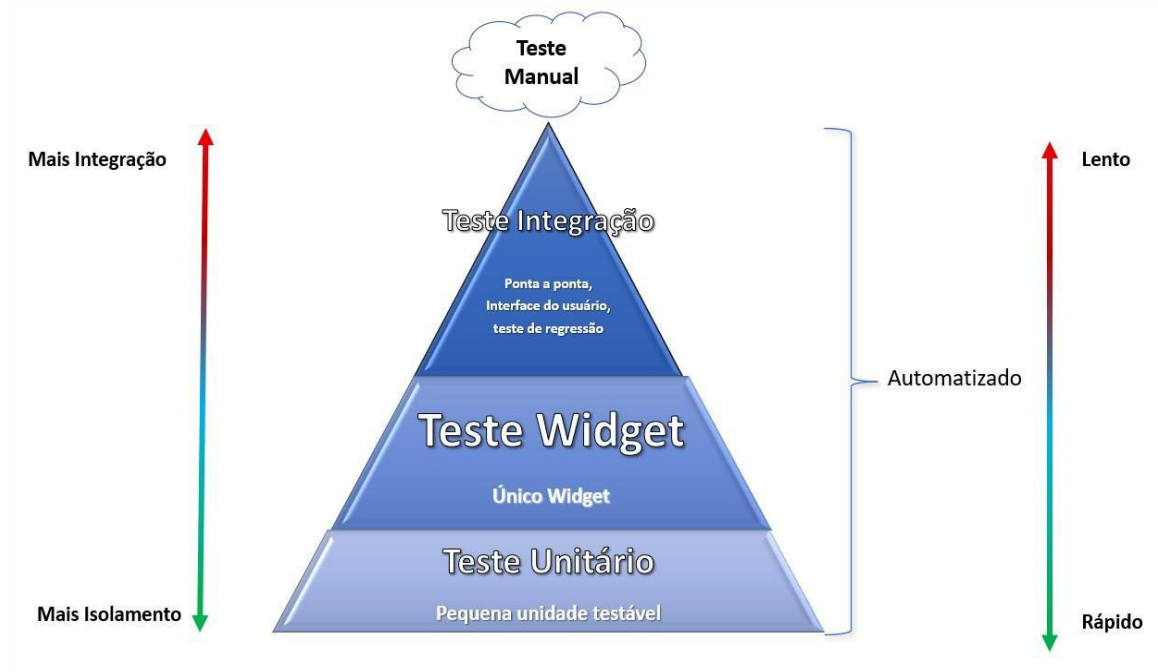 Teste
Manual
Mais Integração
Lento
Teste Integração
Ponta a ponta,
Interface do usuário,
teste de regressão
Automatizado
Teste Widget
Único Widget
Teste Unitário
Pequena unidade testável
Mais Isolamento
Rápido